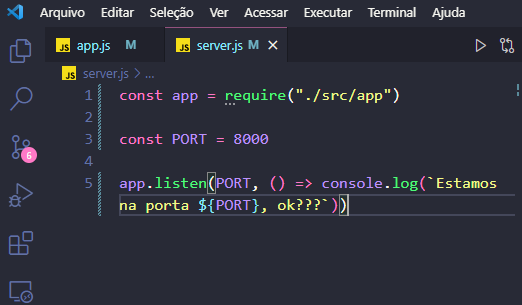 Arquivo Editar Seleção Ver Acessar Executar Terminal Ajuda
JS app.js M JS server.js M
JS server.js > ...
1 const app = require("./src/app")
2
3 const PORT = 8000
4
5 app.listen(PORT, () => console.log(`Estamos
na porta ${PORT}, ok???`))
6